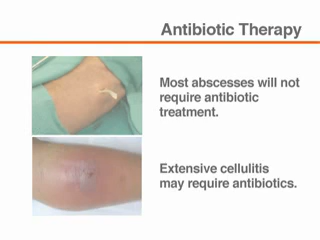 Antibiotic Therapy
Most abscesses will not
require antibiotic
treatment.
Extensive cellulitis
may require antibiotics.